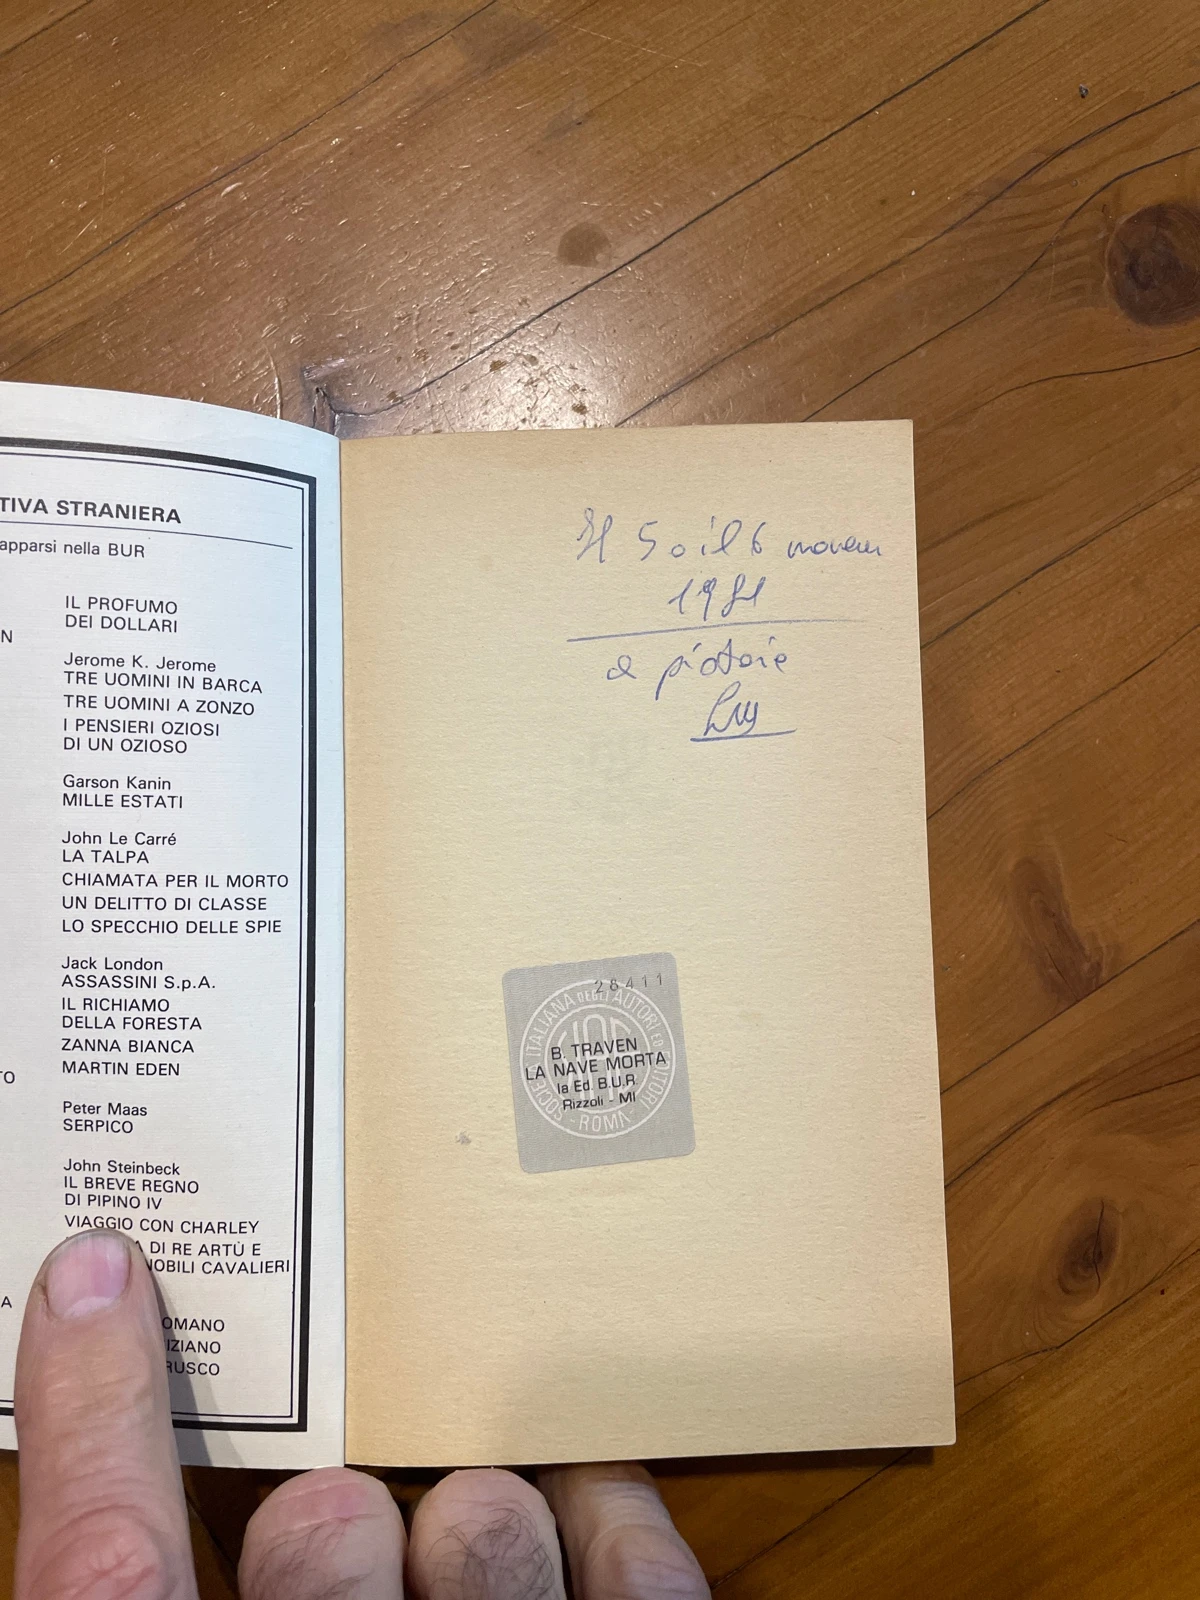 TIVA STRANIERA
apparsi nella BUR
N
TO
A
IL PROFUMO
DEI DOLLARI
Jerome K. Jerome
TRE UOMINI IN BARCA
TRE UOMINI A ZONZO
I PENSIERI OZIOSI
DI UN OZIOSO
Garson Kanin
MILLE ESTATI
John Le Carré
LA TALPA
CHIAMATA PER IL MORTO
UN DELITTO DI CLASSE
LO SPECCHIO DELLE SPIE
Jack London
ASSASSINI S.p.A.
IL RICHIAMO
DELLA FORESTA
ZANNA BIANCA
MARTIN EDEN
Peter Maas
SERPICO
John Steinbeck
IL BREVE REGNO
DI PIPINO IV
VIAGGIO CON CHARLEY
DI RE ARTÙ E
NOBILI CAVALIERI
OMANO
IZIANO
RUSCO
Il 5 o il 6
1981
a
28411
SOCIETÀ ITALIANA DEGLI AUTORI ED EDITORI
- ROMA -
B. TRAVEN
LA NAVE MORTA
Ia Ed. B.U.R
Rizzoli - MI